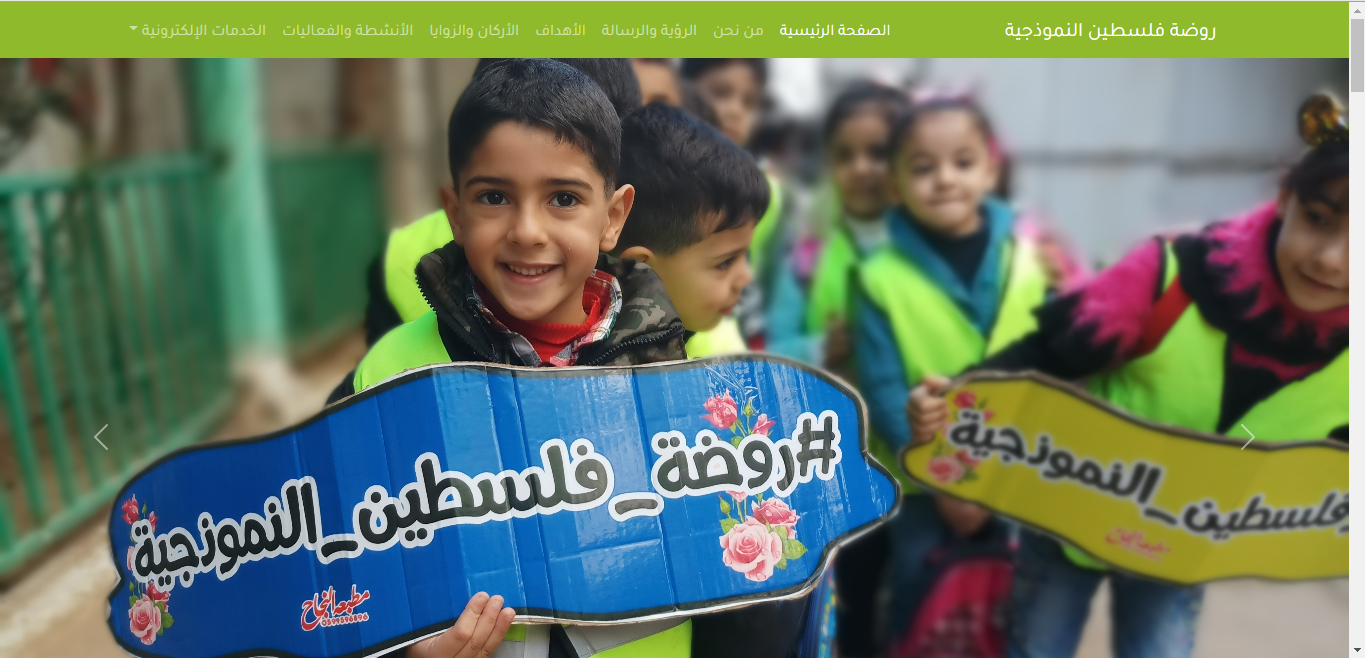 روضة فلسطين النموذجية
الصفحة الرئيسية
من نحن
الرؤية والرسالة
الأهداف
الأركان والزوايا
الأنشطة والفعاليات
الخدمات الإلكترونية
#روضة_فلسطين_النموذجية
مطبعة النجاح
0599596896
فلسطين_النموذجية